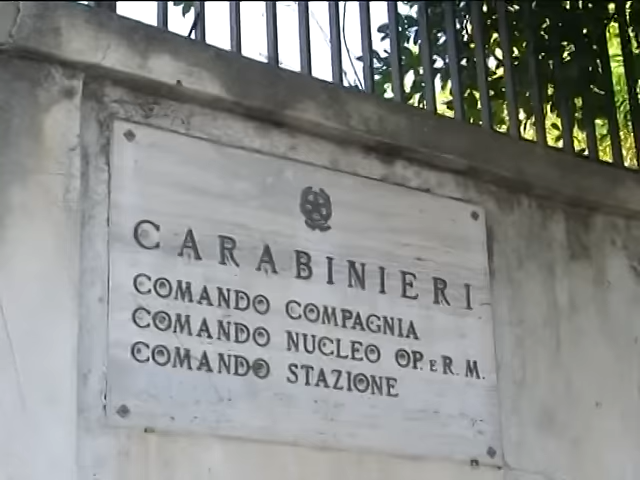 CARABINIERI
COMANDO COMPAGNIA
COMANDO NUCLEO OP. E R. M.
COMANDO STAZIONE